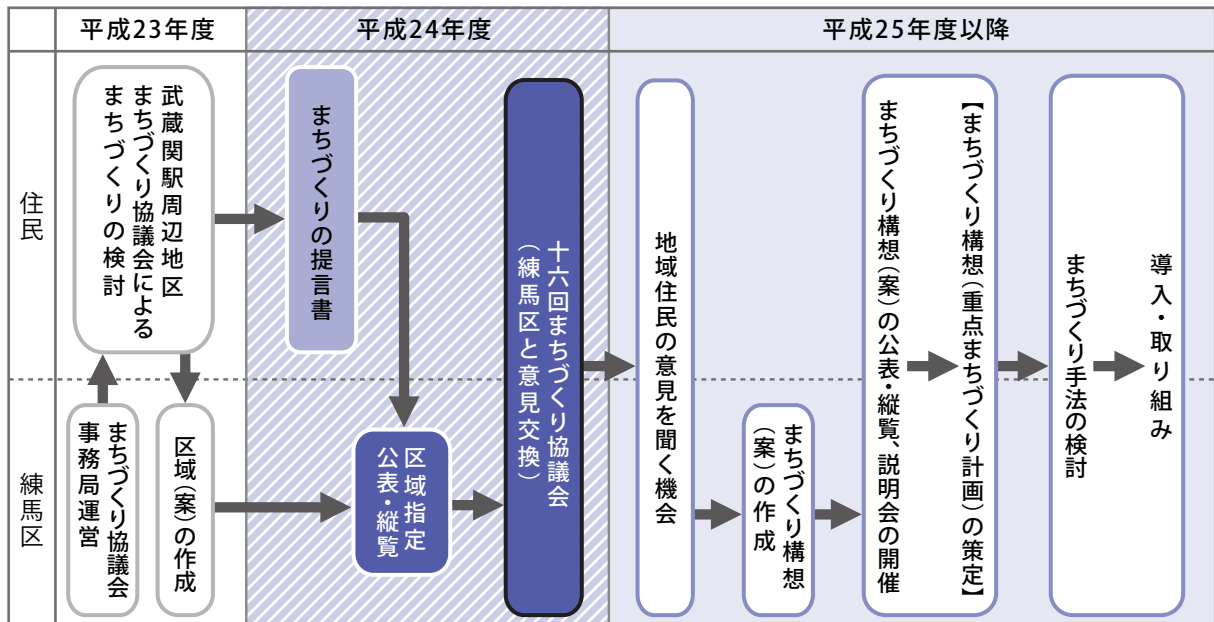 平成23年度
平成24年度
平成25年度以降
住民
練馬区
武蔵関駅周辺地区
まちづくり協議会による
まちづくりの検討
まちづくり協議会
事務局運営
区域（案）の作成
まちづくりの提言書
区域指定
公表・縦覧
十六回まちづくり協議会
（練馬区と意見交換）
地域住民の意見を聞く機会
まちづくり構想
（案）の作成
まちづくり構想（案）の公表・縦覧、説明会の開催
【まちづくり構想（重点まちづくり計画）の策定】
まちづくり手法の検討
導入・取り組み